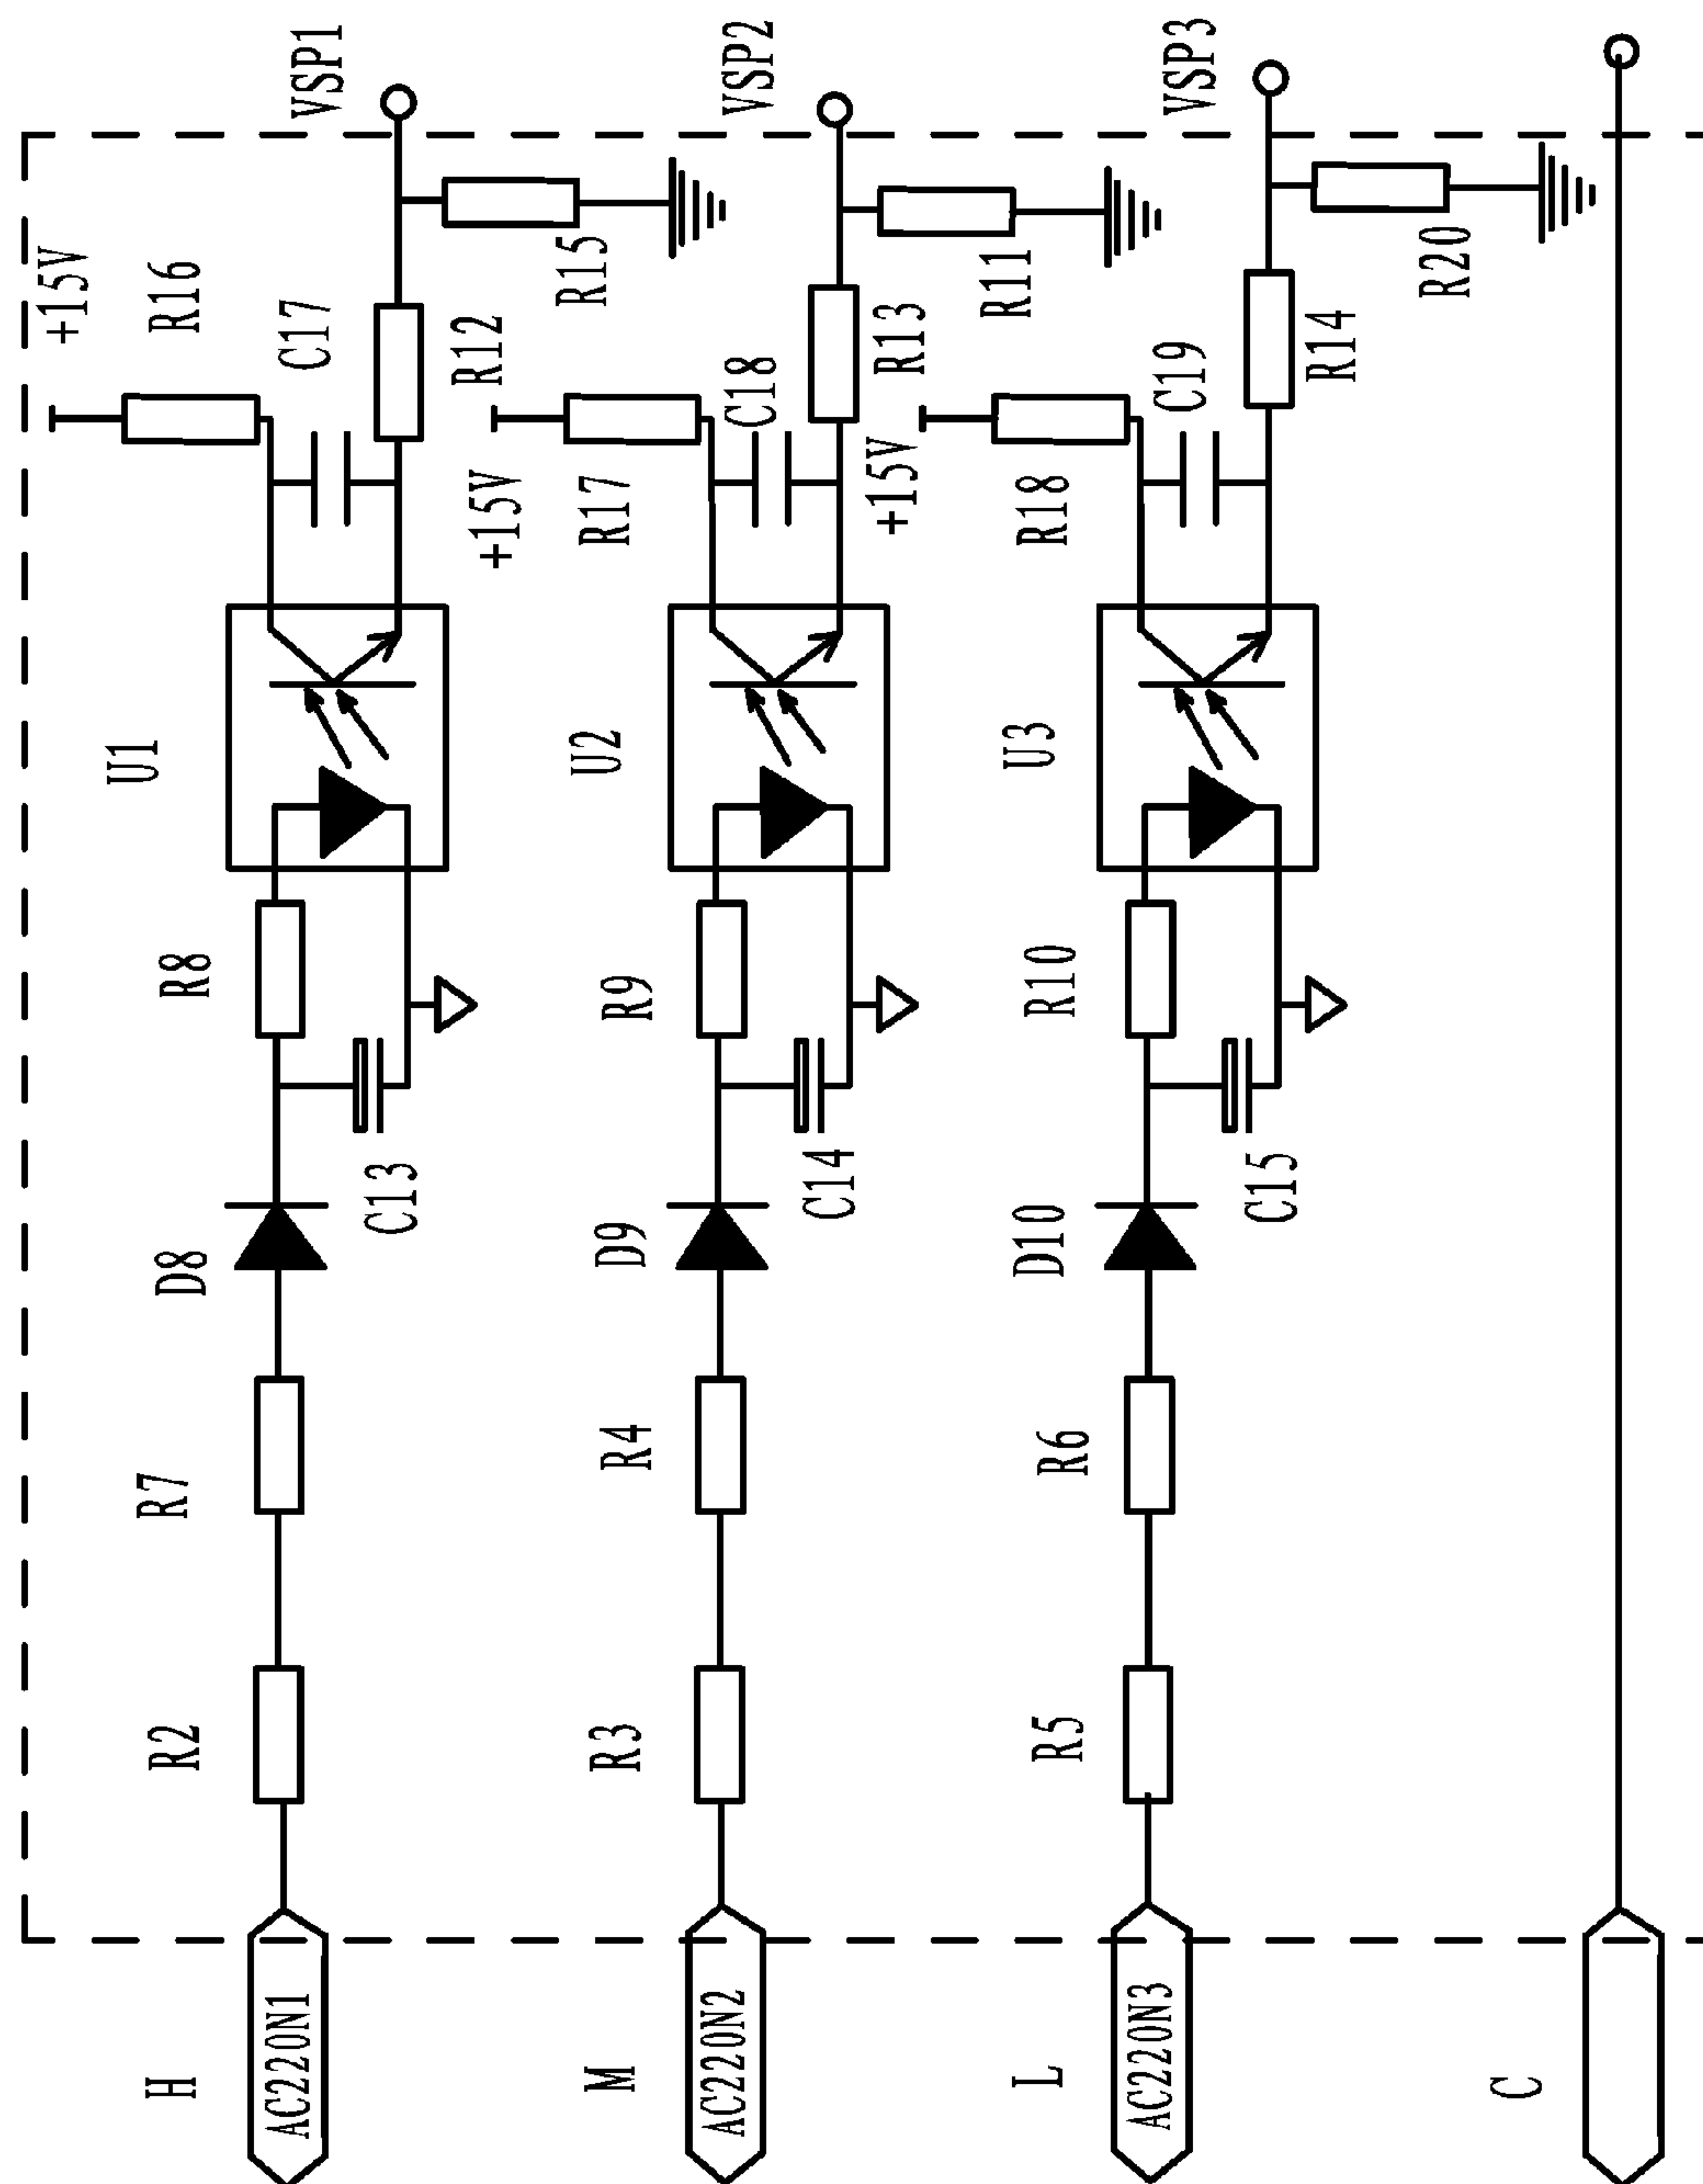 H
AC220N1
R2
R7
D8
C13
R8
U1
+15V
R16
C17
R12
R15
VSP1
M
AC220N2
R3
R4
D9
C14
R9
U2
+15V
R17
C18
R13
R11
VSP2
L
AC220N3
R5
R6
D10
C15
R10
U3
+15V
R18
C19
R14
R20
VSP3
C